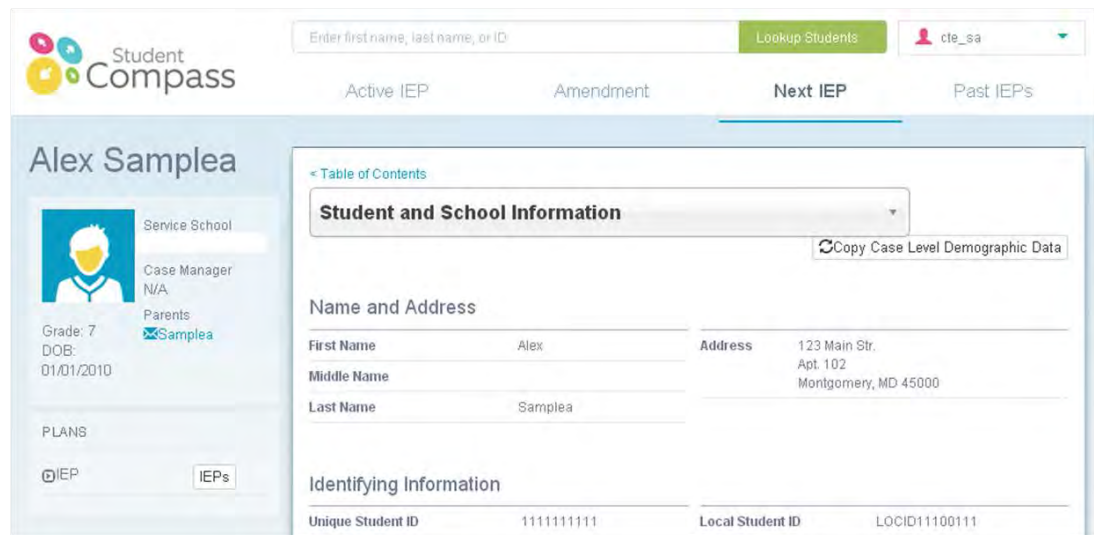 Student
Compass
Enter first name, last name, or ID
Lookup Students
cte_sa
Active IEP
Amendment
Next IEP
Past IEPs
Alex Samplea
Service School
Case Manager
N/A
Parents
Samplea
Grade: 7
DOB:
01/01/2010
PLANS
IEP
IEPs
< Table of Contents
Student and School Information
Copy Case Level Demographic Data
Name and Address
First Name Alex
Middle Name
Last Name Samplea
Address 123 Main Str.
Apt. 102
Montgomery, MD 45000
Identifying Information
Unique Student ID 1111111111
Local Student ID LOCID11100111